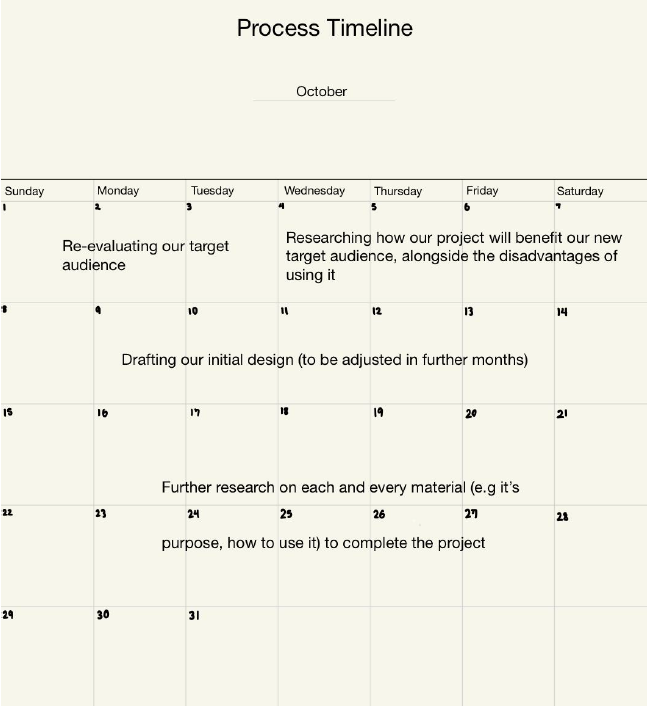 Process Timeline
October
Sunday Monday Tuesday Wednesday Thursday Friday Saturday
1 2 3 4 5 6 7
Re-evaluating our target
audience
Researching how our project will benefit our new
target audience, alongside the disadvantages of
using it
8 9 10 11 12 13 14
Drafting our initial design (to be adjusted in further months)
15 16 17 18 19 20 21
Further research on each and every material (e.g it's
22 23 24 25 26 27 28
purpose, how to use it) to complete the project
29 30 31